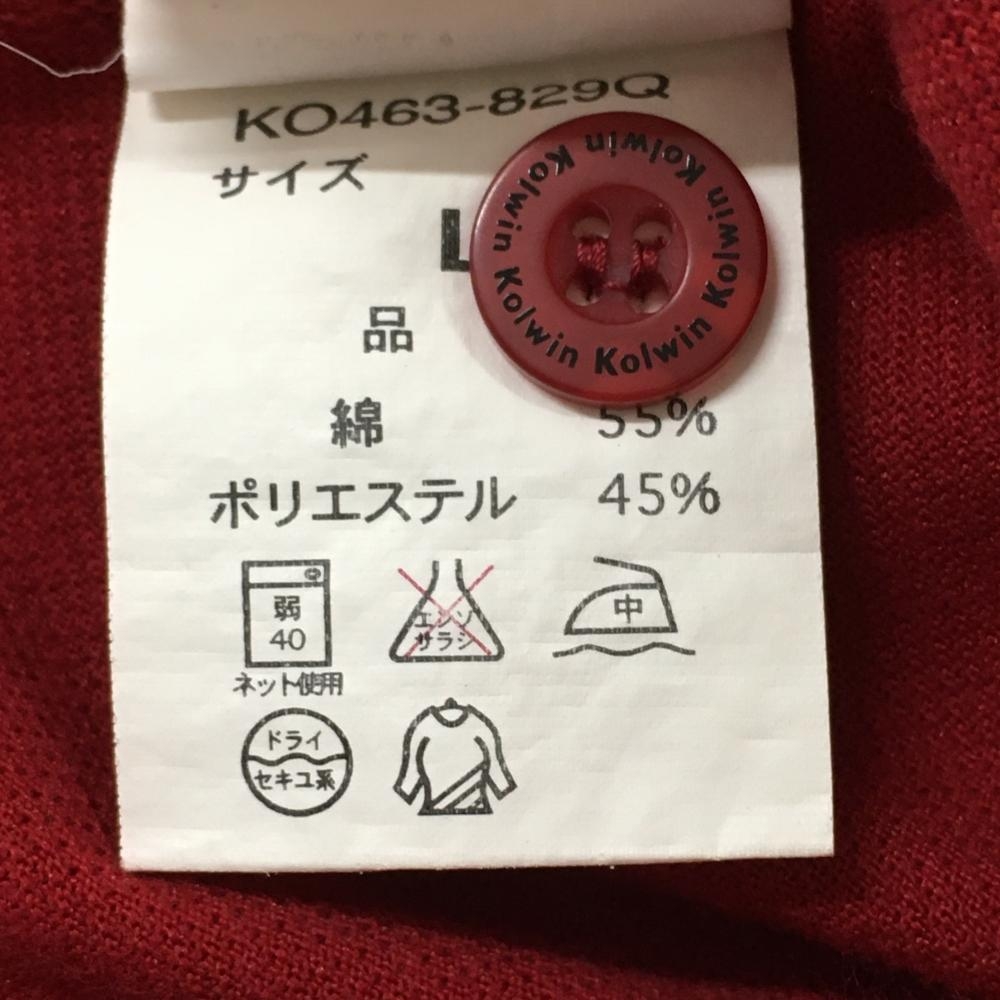 KO463-829Q
サイズ
L
品
綿 55%
ポリエステル 45%
弱
40
ネット使用
エンソ
サラシ
中
ドライ
セキユ系
Kolwin Kolwin Kolwin Kolwin Kolwin Kolwin